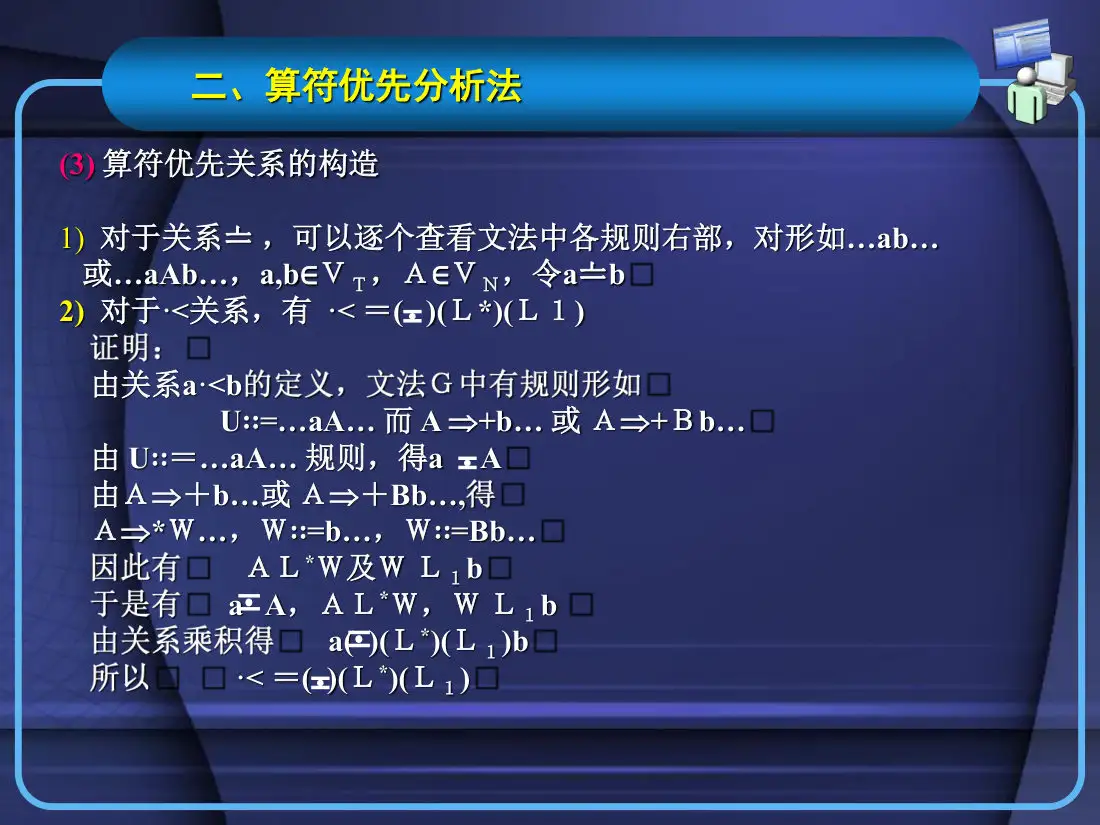 二、算符优先分析法
(3) 算符优先关系的构造
1) 对于关系≐ ，可以逐个查看文法中各规则右部，对形如…ab…
或…aAb…，a,b∈ＶT，Ａ∈ＶN，令a≐b□
2) 对于·<关系，有 ·< ＝(≐)(Ｌ*)(Ｌ１)
证明：□
由关系a·<b的定义，文法Ｇ中有规则形如□
U∷=…aA… 而 A ⇒+b… 或 Ａ⇒+Ｂb…□
由 U∷＝…aA… 规则，得a ≐A□
由Ａ⇒＋b…或 Ａ⇒＋Bb…,得□
Ａ⇒*Ｗ…，Ｗ∷=b…，Ｗ∷=Bb…□
因此有□ ＡＬ*Ｗ及Ｗ Ｌ₁b□
于是有□ a≐A，ＡＬ*Ｗ，Ｗ Ｌ₁b □
由关系乘积得□ a(≐)(Ｌ*)(Ｌ₁)b□
所以□ □ ·< ＝(≐)(Ｌ*)(Ｌ₁)□